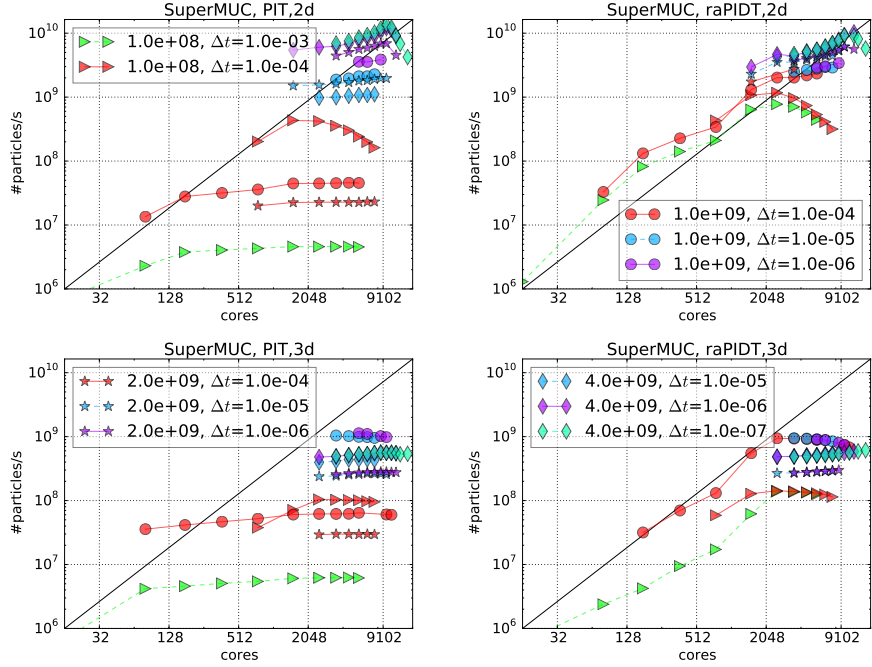 SuperMUC, PIT,2d
10^10
10^9
10^8
10^7
10^6
#particles/s
1.0e+08, Δt=1.0e-03
1.0e+08, Δt=1.0e-04
32 128 512 2048 9102
cores
SuperMUC, raPIDT,2d
10^10
10^9
10^8
10^7
10^6
#particles/s
1.0e+09, Δt=1.0e-04
1.0e+09, Δt=1.0e-05
1.0e+09, Δt=1.0e-06
32 128 512 2048 9102
cores
SuperMUC, PIT,3d
10^10
10^9
10^8
10^7
10^6
#particles/s
2.0e+09, Δt=1.0e-04
2.0e+09, Δt=1.0e-05
2.0e+09, Δt=1.0e-06
32 128 512 2048 9102
cores
SuperMUC, raPIDT,3d
10^10
10^9
10^8
10^7
10^6
#particles/s
4.0e+09, Δt=1.0e-05
4.0e+09, Δt=1.0e-06
4.0e+09, Δt=1.0e-07
32 128 512 2048 9102
cores